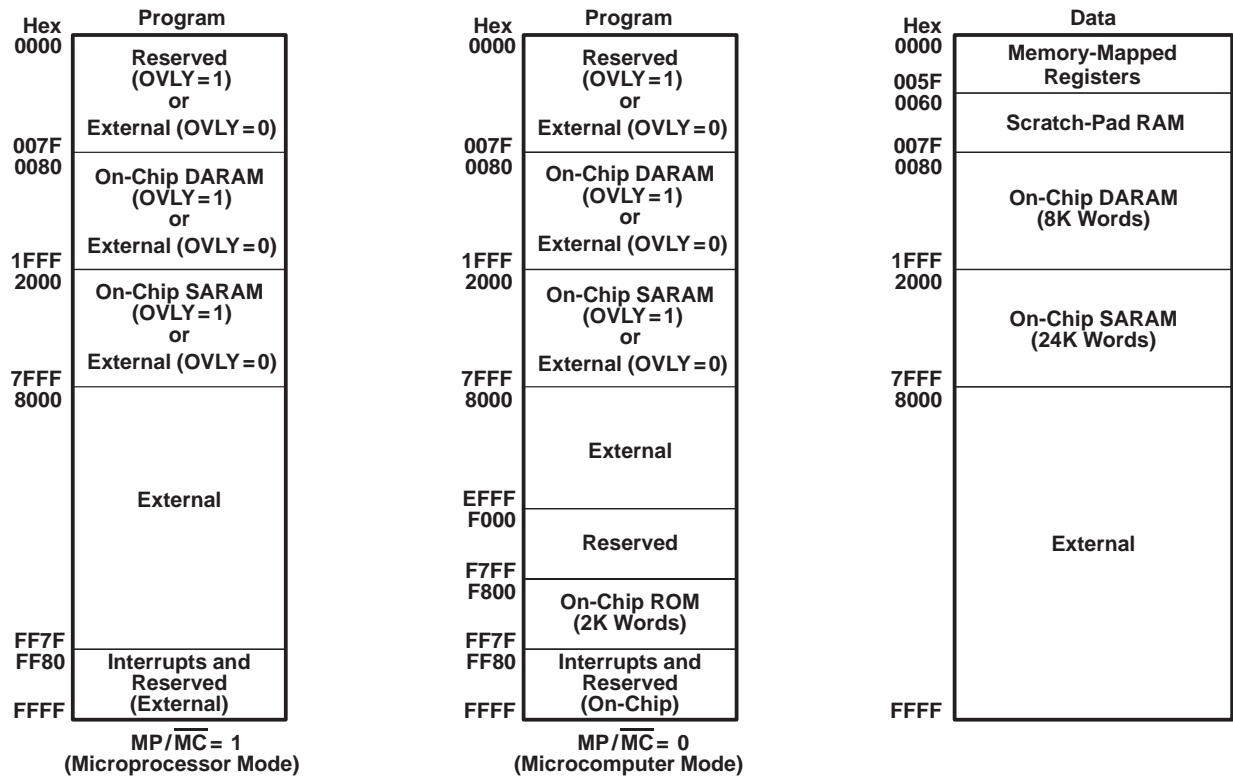 Program
Hex
0000
Reserved
(OVLY = 1)
or
External (OVLY = 0)
007F
0080
On-Chip DARAM
(OVLY = 1)
or
External (OVLY = 0)
1FFF
2000
On-Chip SARAM
(OVLY = 1)
or
External (OVLY = 0)
7FFF
8000
External
FF7F
FF80
Interrupts and
Reserved
(External)
FFFF
MP/M̅C̅ = 1
(Microprocessor Mode)
Program
Hex
0000
Reserved
(OVLY = 1)
or
External (OVLY = 0)
007F
0080
On-Chip DARAM
(OVLY = 1)
or
External (OVLY = 0)
1FFF
2000
On-Chip SARAM
(OVLY = 1)
or
External (OVLY = 0)
7FFF
8000
External
EFFF
F000
Reserved
F7FF
F800
On-Chip ROM
(2K Words)
FF7F
FF80
Interrupts and
Reserved
(On-Chip)
FFFF
MP/M̅C̅ = 0
(Microcomputer Mode)
Data
Hex
0000
Memory-Mapped
Registers
005F
0060
Scratch-Pad RAM
007F
0080
On-Chip DARAM
(8K Words)
1FFF
2000
On-Chip SARAM
(24K Words)
7FFF
8000
External
FFFF